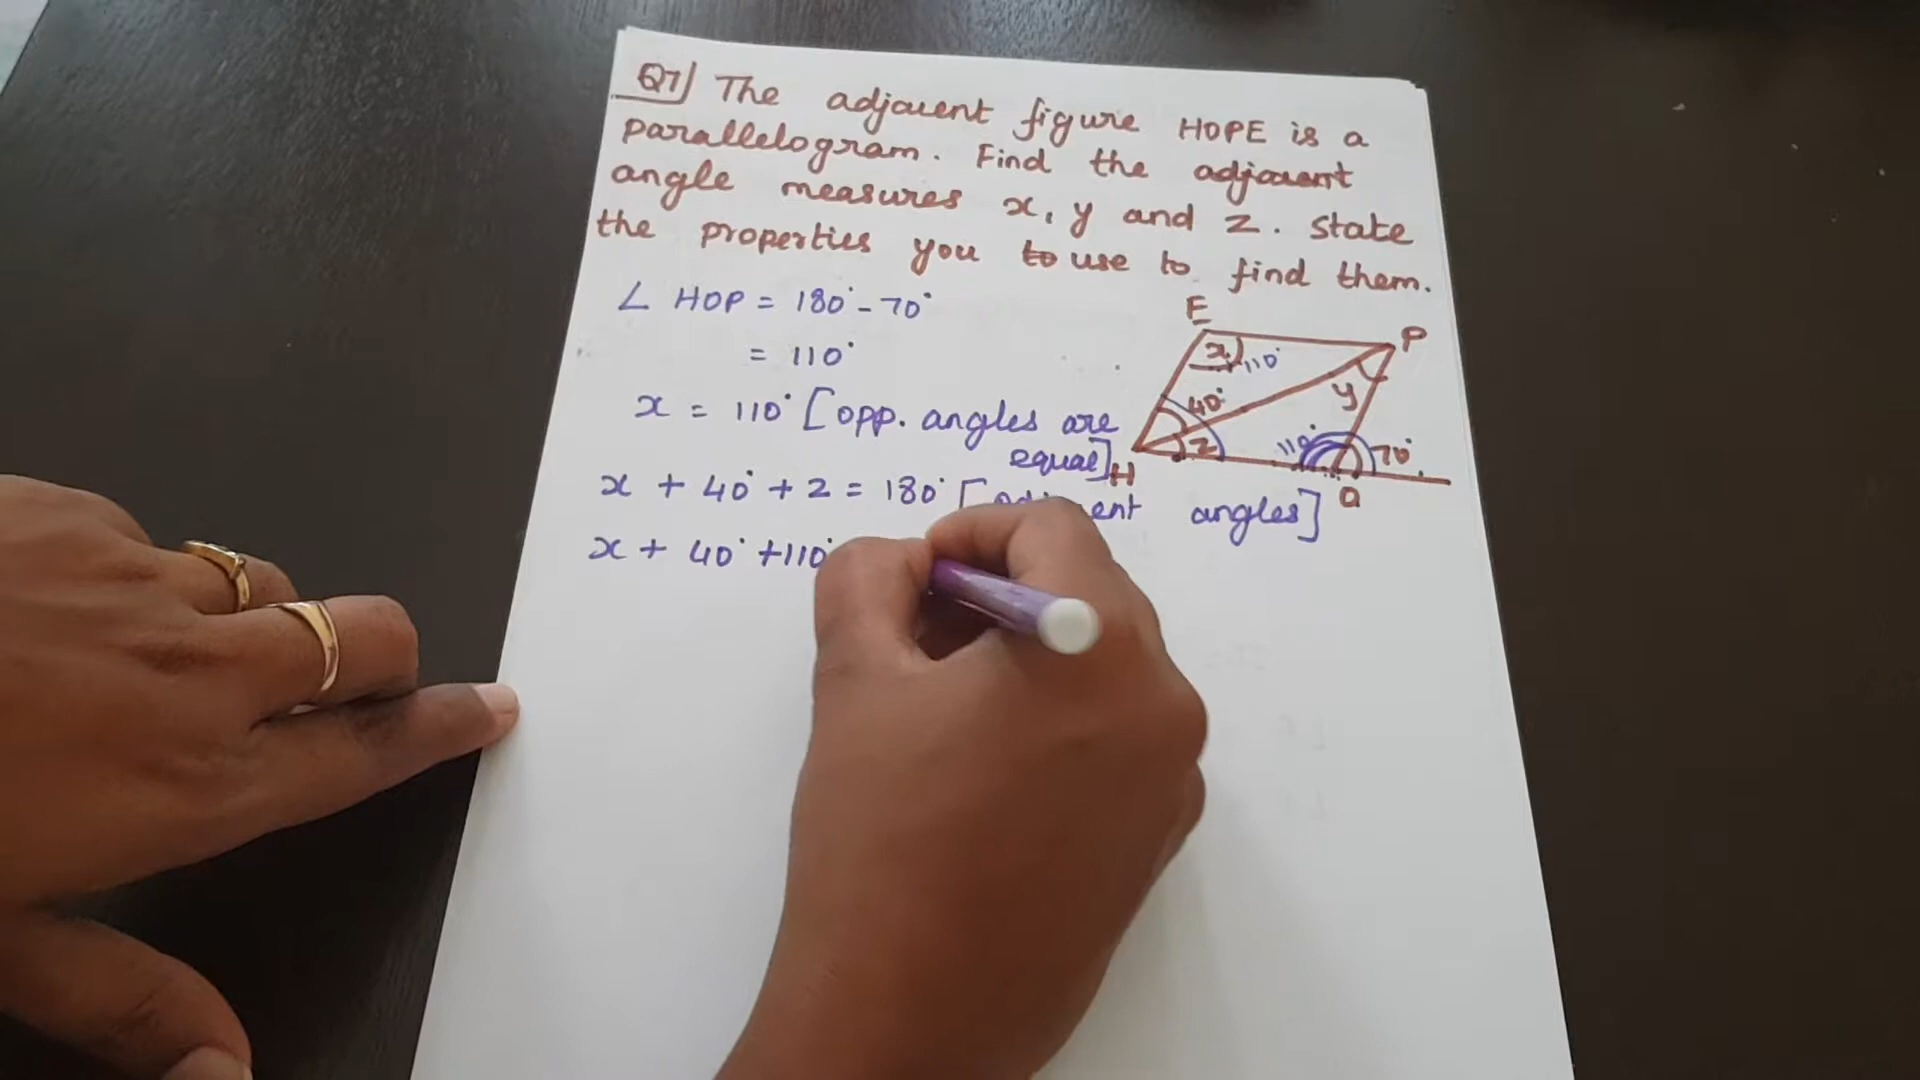 Q7) The adjacent figure HOPE is a
parallelogram. Find the adjacent
angle measures x, y and z. State
the properties you to use to find them.
∠ HOP = 180° - 70°
= 110°
x = 110° [opp. angles are
equal]
x + 40° + z = 180° [ ent angles]
x + 40° + 110°
E
P
x 110°
40°
y
z
110° 70°
H
O